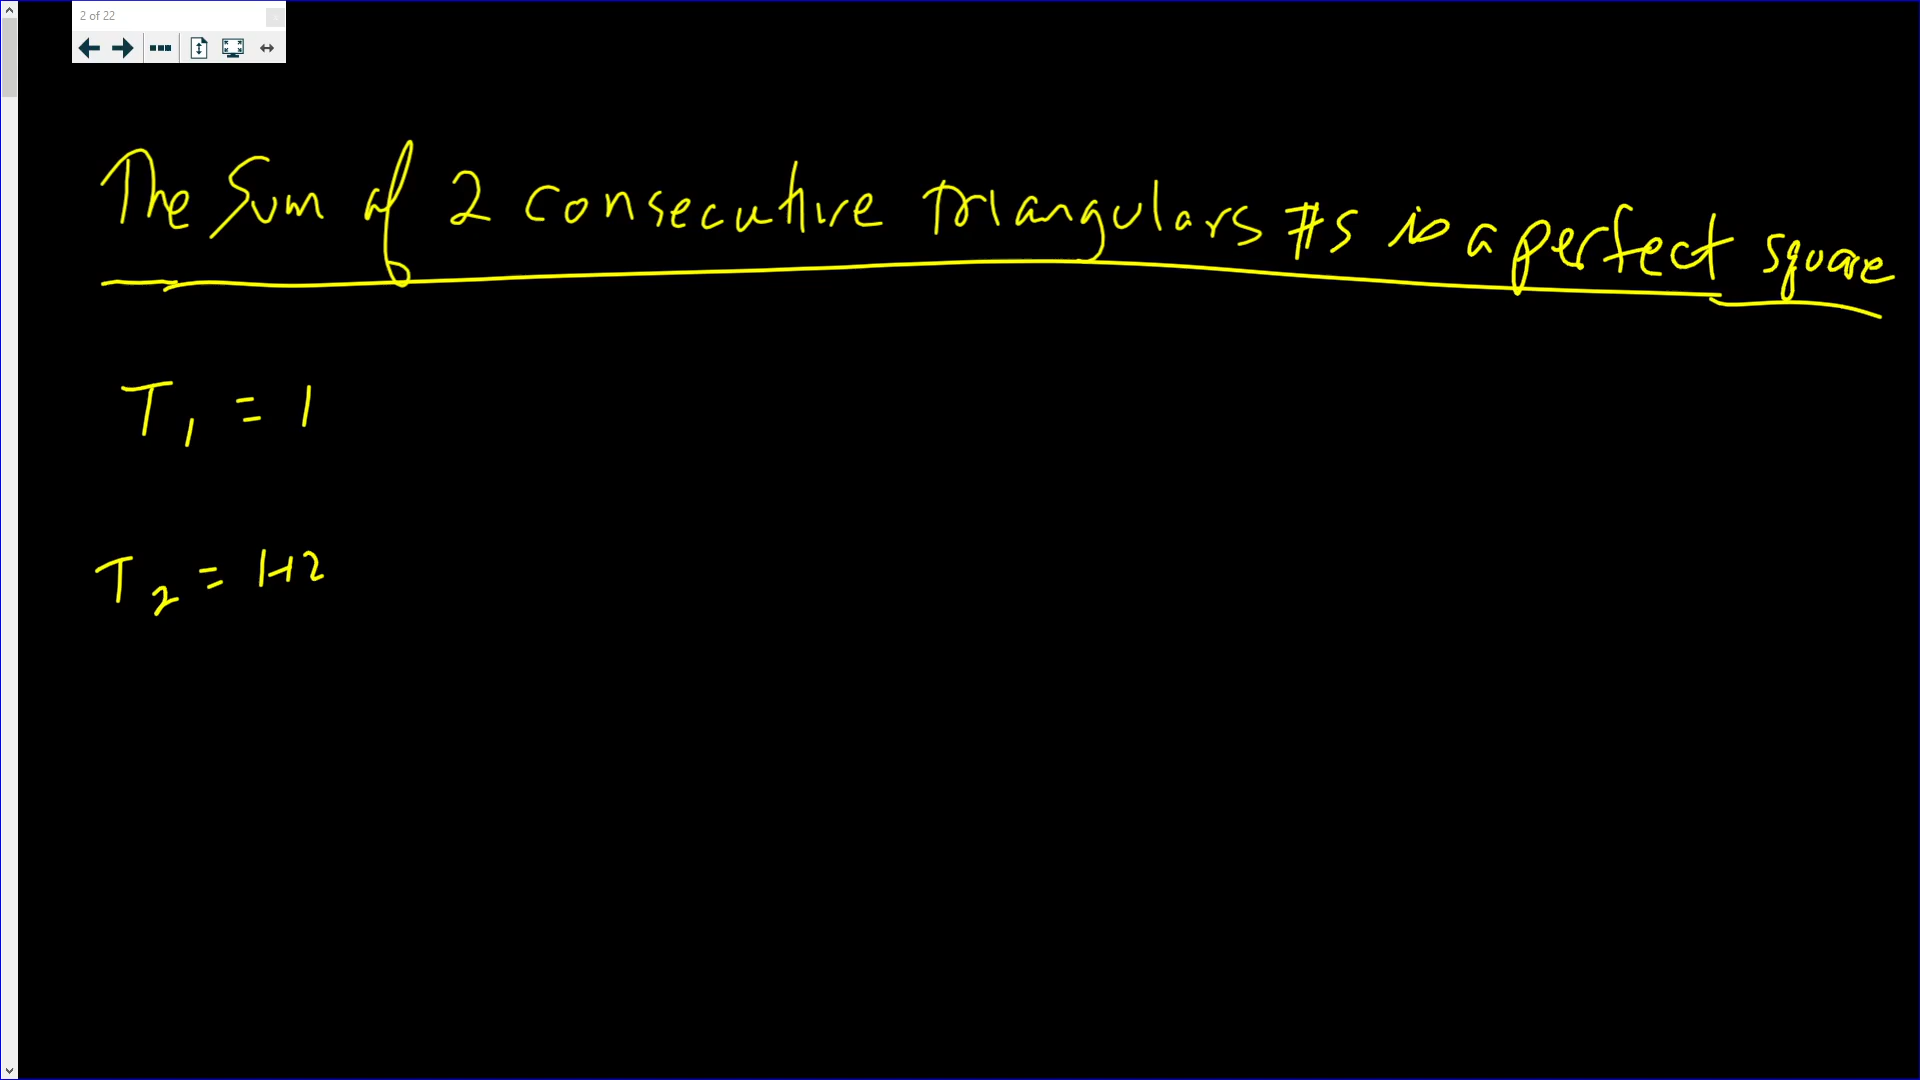 2 of 22
The Sum of 2 consecutive triangulars #s is a perfect square
T₁ = 1
T₂ = 1+2